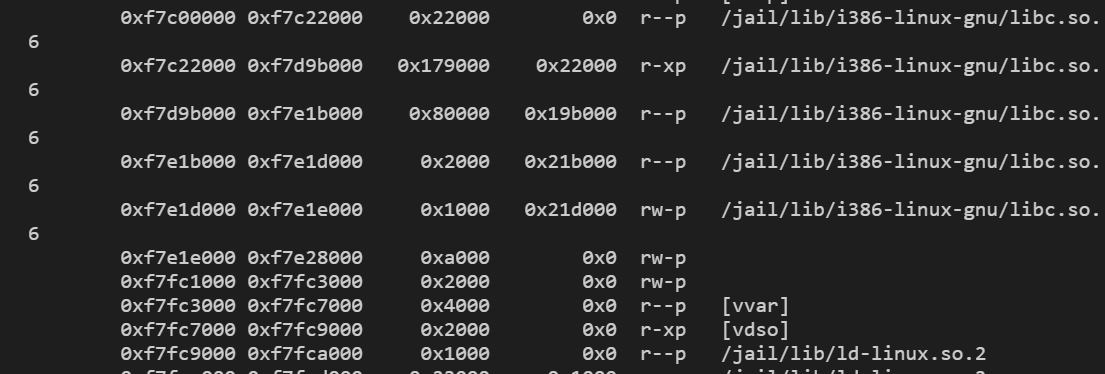 0xf7c00000 0xf7c22000    0x22000        0x0  r--p   /jail/lib/i386-linux-gnu/libc.so.
6
0xf7c22000 0xf7d9b000   0x179000    0x22000  r-xp   /jail/lib/i386-linux-gnu/libc.so.
6
0xf7d9b000 0xf7e1b000    0x80000   0x19b000  r--p   /jail/lib/i386-linux-gnu/libc.so.
6
0xf7e1b000 0xf7e1d000     0x2000   0x21b000  r--p   /jail/lib/i386-linux-gnu/libc.so.
6
0xf7e1d000 0xf7e1e000     0x1000   0x21d000  rw-p   /jail/lib/i386-linux-gnu/libc.so.
6
0xf7e1e000 0xf7e28000     0xa000        0x0  rw-p
0xf7fc1000 0xf7fc3000     0x2000        0x0  rw-p
0xf7fc3000 0xf7fc7000     0x4000        0x0  r--p   [vvar]
0xf7fc7000 0xf7fc9000     0x2000        0x0  r-xp   [vdso]
0xf7fc9000 0xf7fca000     0x1000        0x0  r--p   /jail/lib/ld-linux.so.2